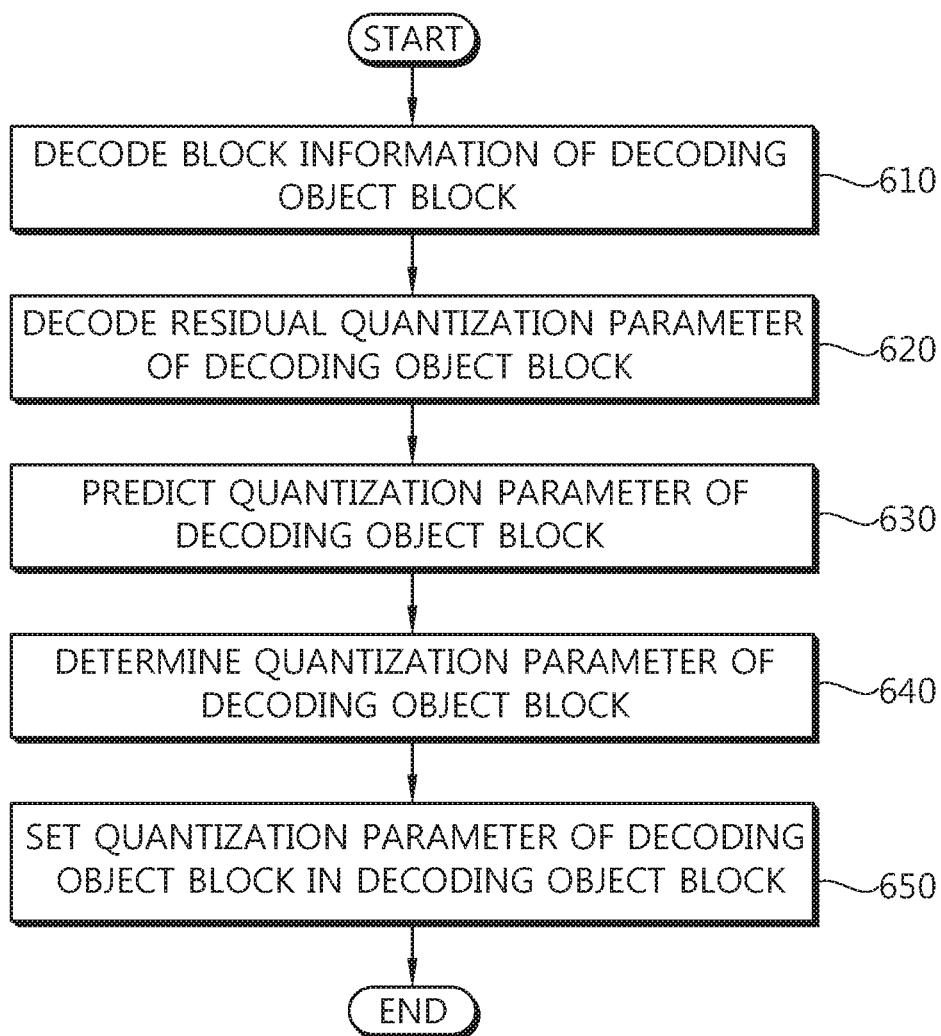 START
DECODE BLOCK INFORMATION OF DECODING
OBJECT BLOCK
610
DECODE RESIDUAL QUANTIZATION PARAMETER
OF DECODING OBJECT BLOCK
620
PREDICT QUANTIZATION PARAMETER OF
DECODING OBJECT BLOCK
630
DETERMINE QUANTIZATION PARAMETER OF
DECODING OBJECT BLOCK
640
SET QUANTIZATION PARAMETER OF DECODING
OBJECT BLOCK IN DECODING OBJECT BLOCK
650
END